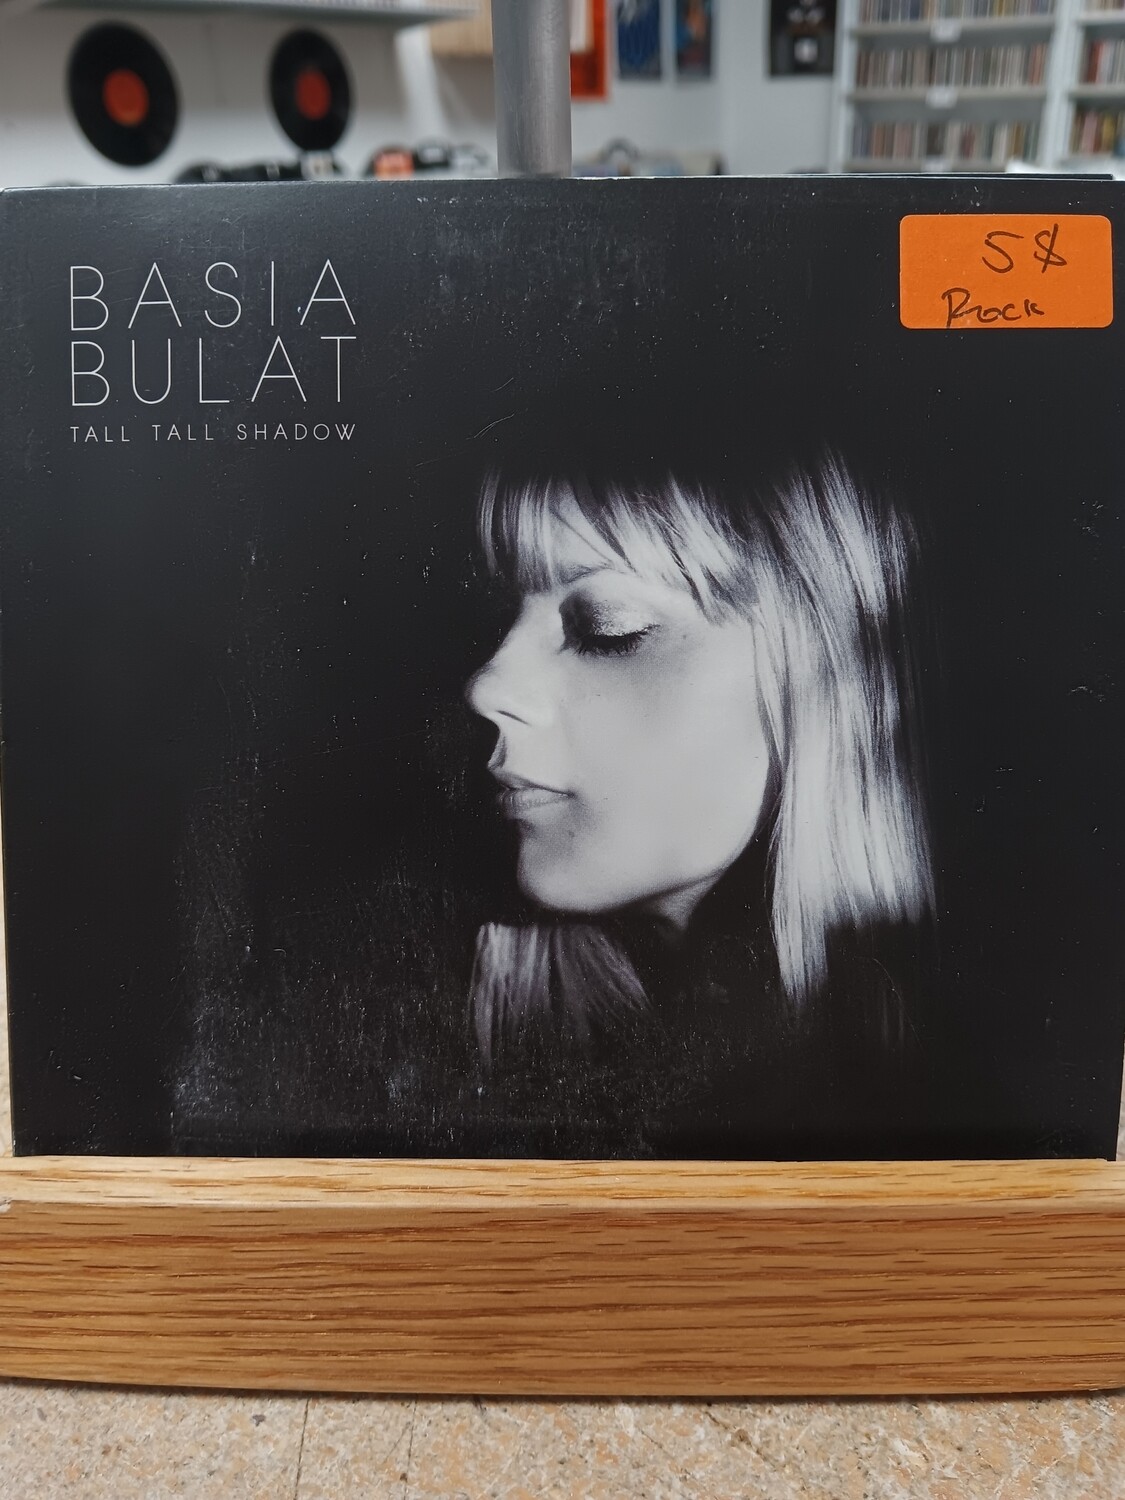 BASIA
BULAT
TALL TALL SHADOW
5$
Rock